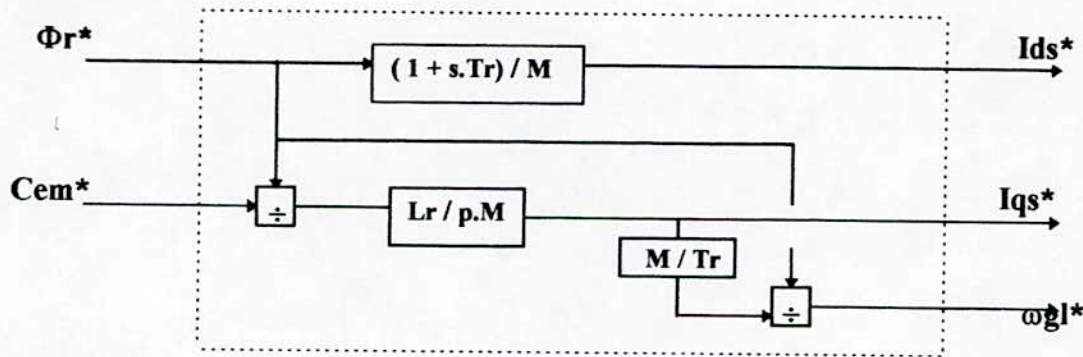 Φr*
( 1 + s.Tr) / M
Ids*
Cem*
÷
Lr / p.M
Iqs*
M / Tr
÷
ωgl*